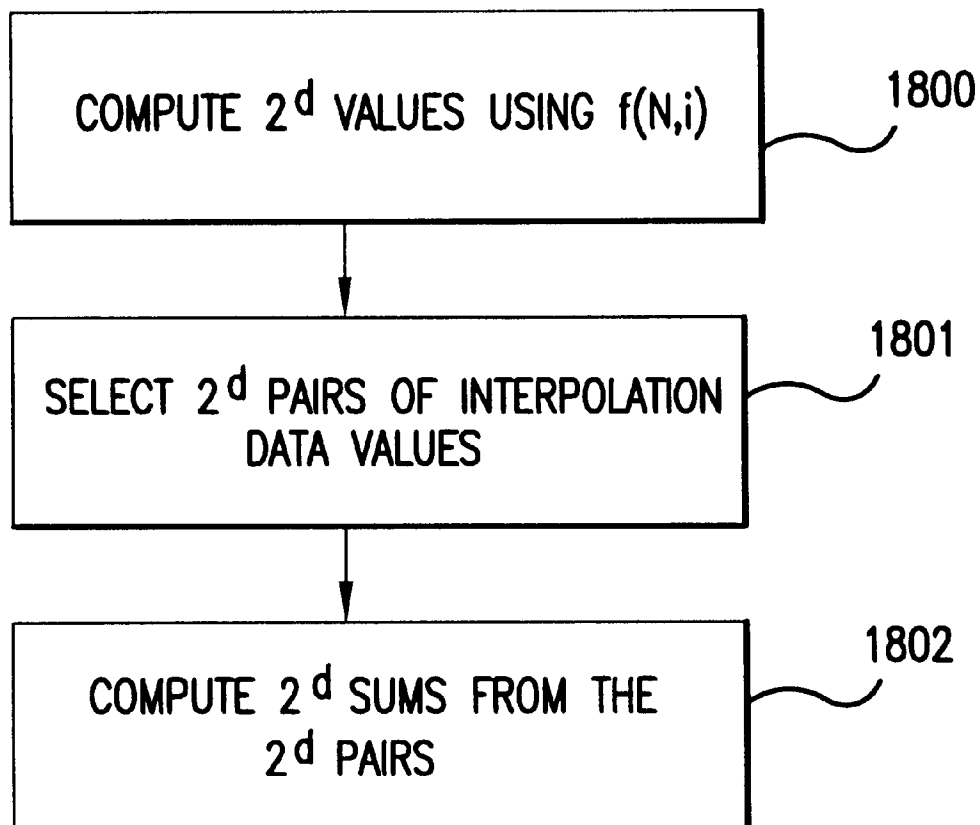 COMPUTE 2ᵈ VALUES USING f(N,i)
1800
SELECT 2ᵈ PAIRS OF INTERPOLATION
DATA VALUES
1801
COMPUTE 2ᵈ SUMS FROM THE
2ᵈ PAIRS
1802